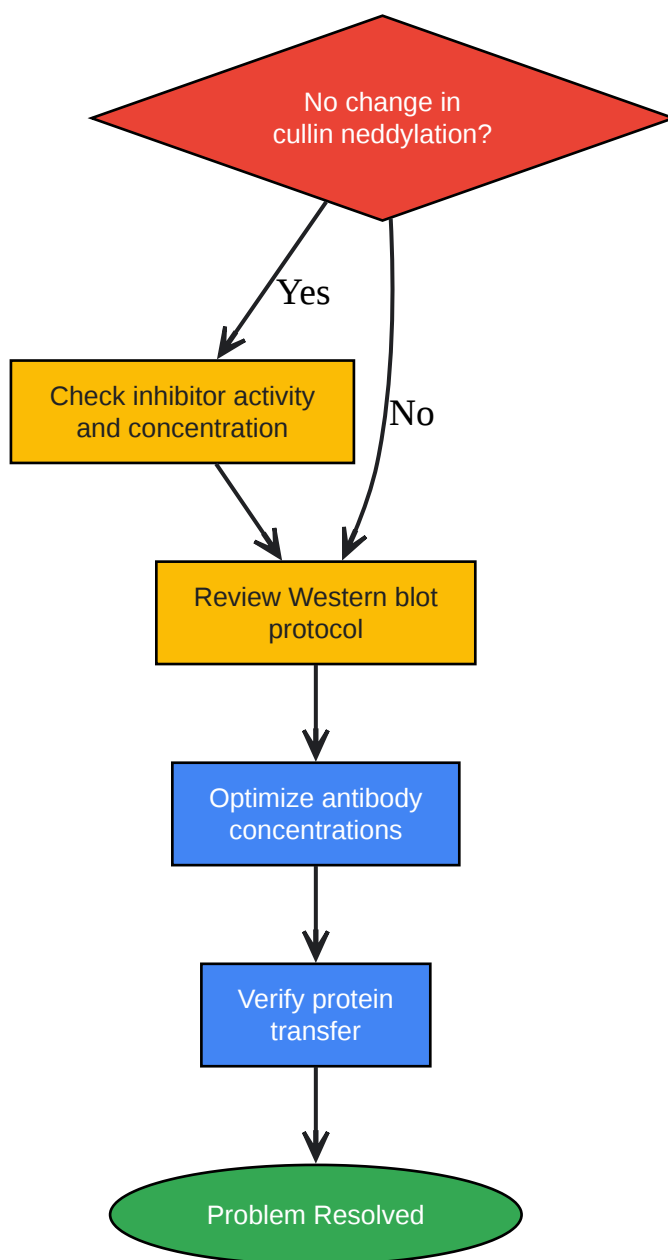 No change in
cullin neddylation?
Yes
Check inhibitor activity
and concentration
No
Review Western blot
protocol
Optimize antibody
concentrations
Verify protein
transfer
Problem Resolved